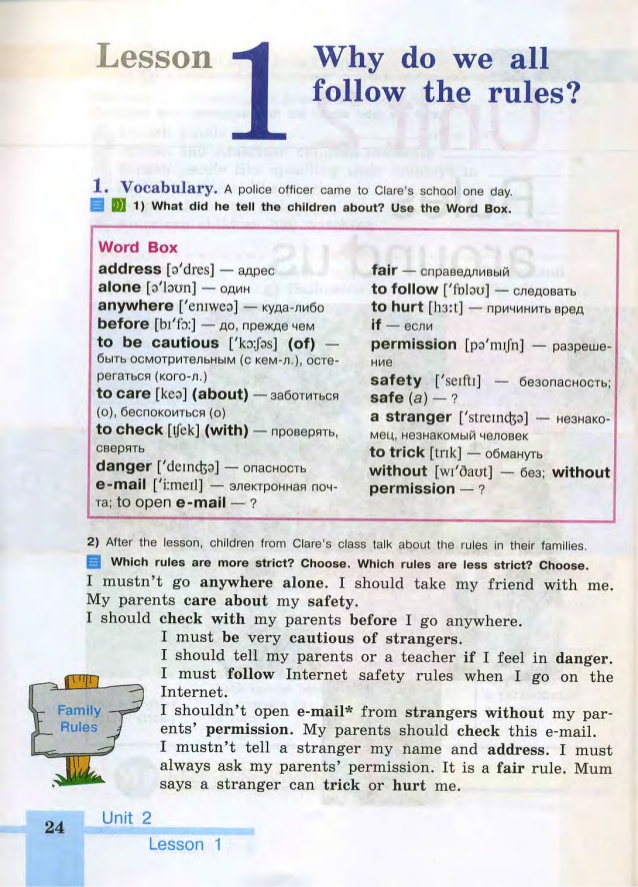 Lesson 1
Why do we all
follow the rules?
1. Vocabulary. A police officer came to Clare's school one day.
1) What did he tell the children about? Use the Word Box.
Word Box
address [ə'dres] — адрес
alone [ə'ləʊn] — один
anywhere ['enɪweə] — куда-либо
before [bɪ'fɔ:] — до, прежде чем
to be cautious ['kɔ:ʃəs] (of) —
быть осмотрительным (с кем-л.), осте-
регаться (кого-л.)
to care [keə] (about) — заботиться
(о), беспокоиться (о)
to check [tʃek] (with) — проверять,
сверять
danger ['deɪndʒə] — опасность
e-mail ['i:meɪl] — электронная поч-
та; to open e-mail — ?
fair — справедливый
to follow ['fɒləʊ] — следовать
to hurt [hɜ:t] — причинить вред
if — если
permission [pə'mɪʃn] — разреше-
ние
safety ['seɪftɪ] — безопасность;
safe (a) — ?
a stranger ['streɪndʒə] — незнако-
мец, незнакомый человек
to trick [trɪk] — обмануть
without [wɪ'ðaʊt] — без; without
permission — ?
2) After the lesson, children from Clare's class talk about the rules in their families.
Which rules are more strict? Choose. Which rules are less strict? Choose.
I mustn't go anywhere alone. I should take my friend with me.
My parents care about my safety.
I should check with my parents before I go anywhere.
I must be very cautious of strangers.
I should tell my parents or a teacher if I feel in danger.
I must follow Internet safety rules when I go on the
Internet.
I shouldn't open e-mail* from strangers without my par-
ents' permission. My parents should check this e-mail.
I mustn't tell a stranger my name and address. I must
always ask my parents' permission. It is a fair rule. Mum
says a stranger can trick or hurt me.
Family
Rules
24
Unit 2
Lesson 1